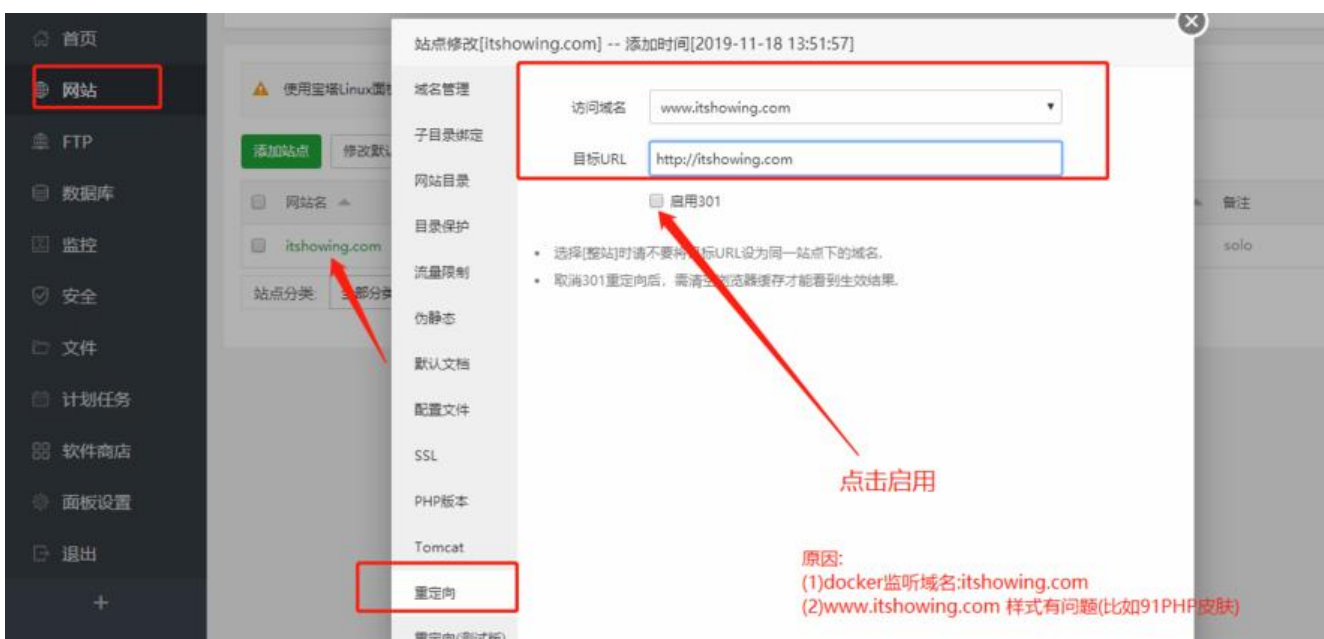 首页
网站
FTP
数据库
监控
安全
文件
计划任务
软件商店
面板设置
退出
使用宝塔Linux面
添加站点
修改默认
网站名
备注
itshowing.com
solo
站点分类:
全部分类
站点修改[itshowing.com] -- 添加时间[2019-11-18 13:51:57]
域名管理
子目录绑定
网站目录
目录保护
流量限制
伪静态
默认文档
配置文件
SSL
PHP版本
Tomcat
重定向
重定向(测试版)
访问域名
www.itshowing.com
目标URL
http://itshowing.com
启用301
选择[整站]时请不要将目标URL设为同一站点下的域名.
取消301重定向后，需清空浏览器缓存才能看到生效结果.
点击启用
原因:
(1)docker监听域名:itshowing.com
(2)www.itshowing.com 样式有问题(比如91PHP皮肤)